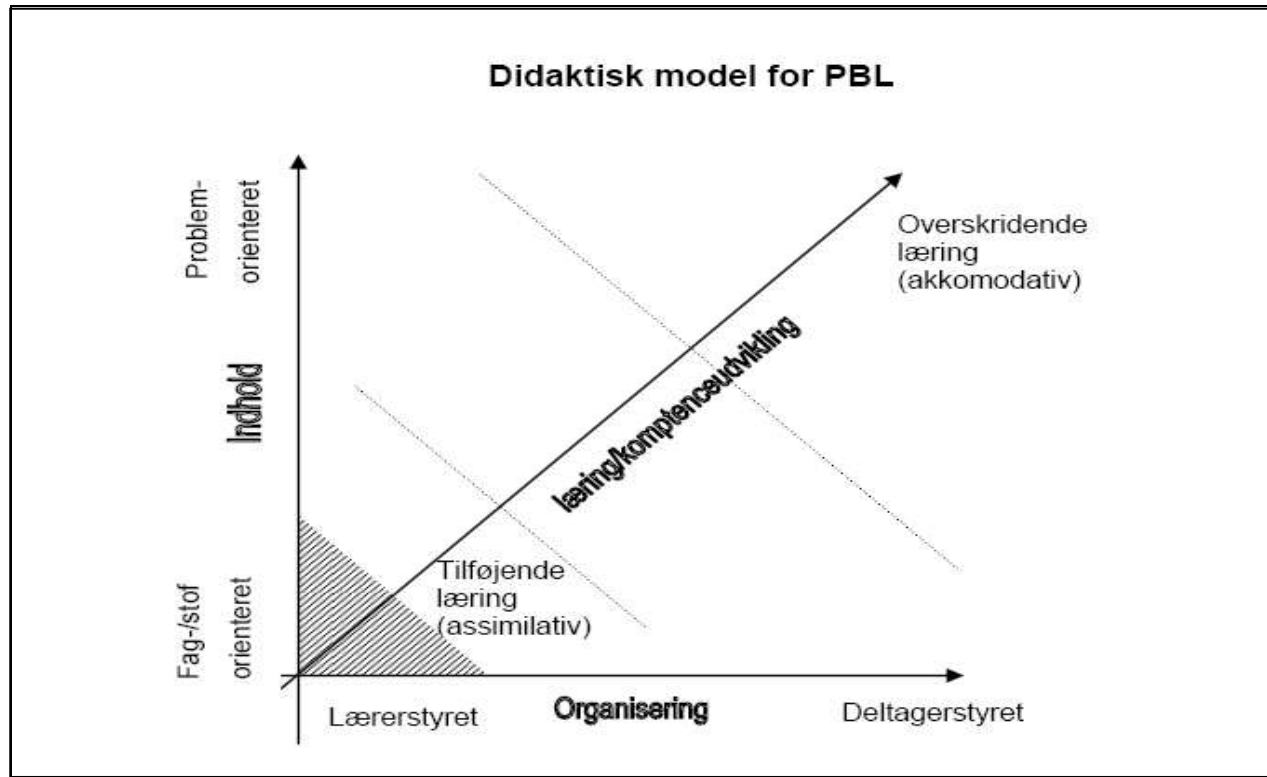 Didaktisk model for PBL
Problem-
orienteret
Indhold
Fag-/stof
orienteret
Overskridende
læring
(akkomodativ)
læring/komptenceudvikling
Tilføjende
læring
(assimilativ)
Lærerstyret
Organisering
Deltagerstyret